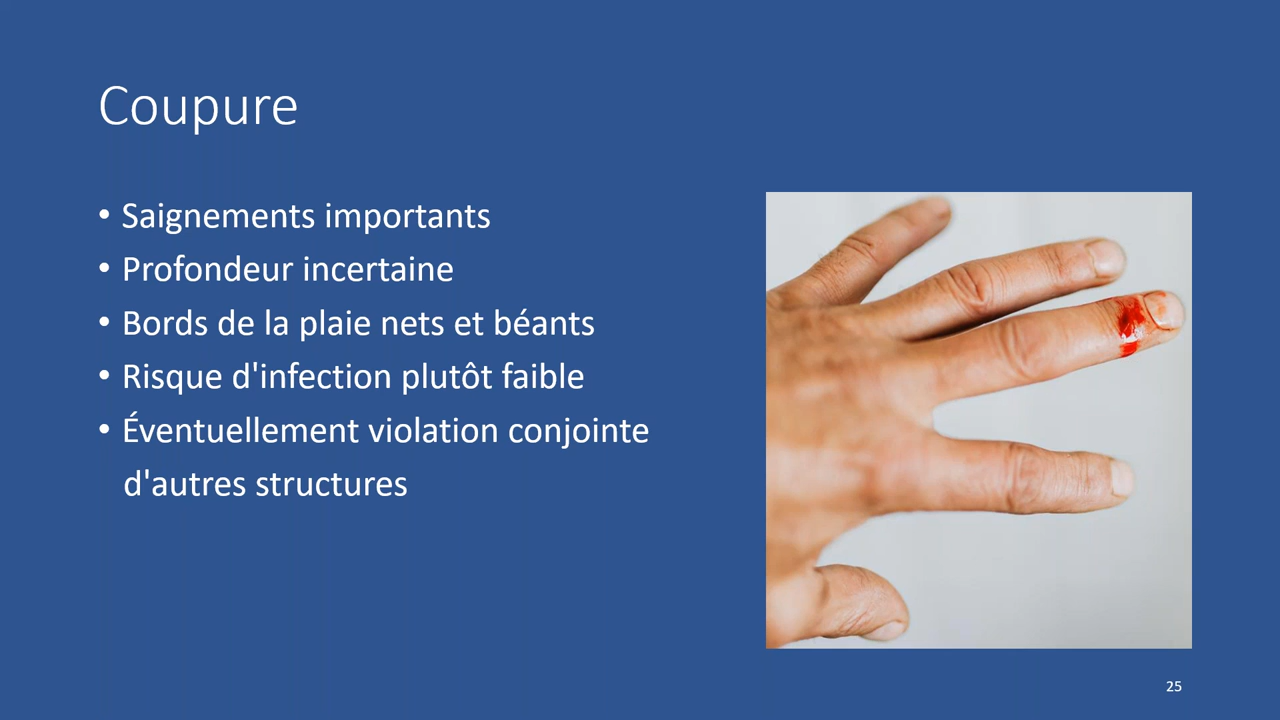 Coupure
• Saignements importants
• Profondeur incertaine
• Bords de la plaie nets et béants
• Risque d'infection plutôt faible
• Éventuellement violation conjointe
d'autres structures
25